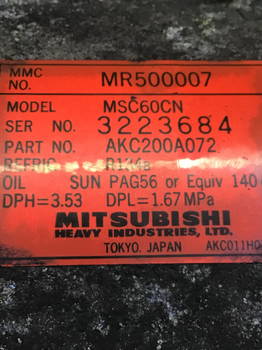 MMC
NO. MR500007
MODEL MSC60CN
SER NO. 3223684
PART NO. AKC200A072
REFRIG R134a
OIL SUN PAG56 or Equiv 140
DPH=3.53 DPL=1.67MPa
MITSUBISHI
HEAVY INDUSTRIES, LTD.
TOKYO. JAPAN AKC011H0